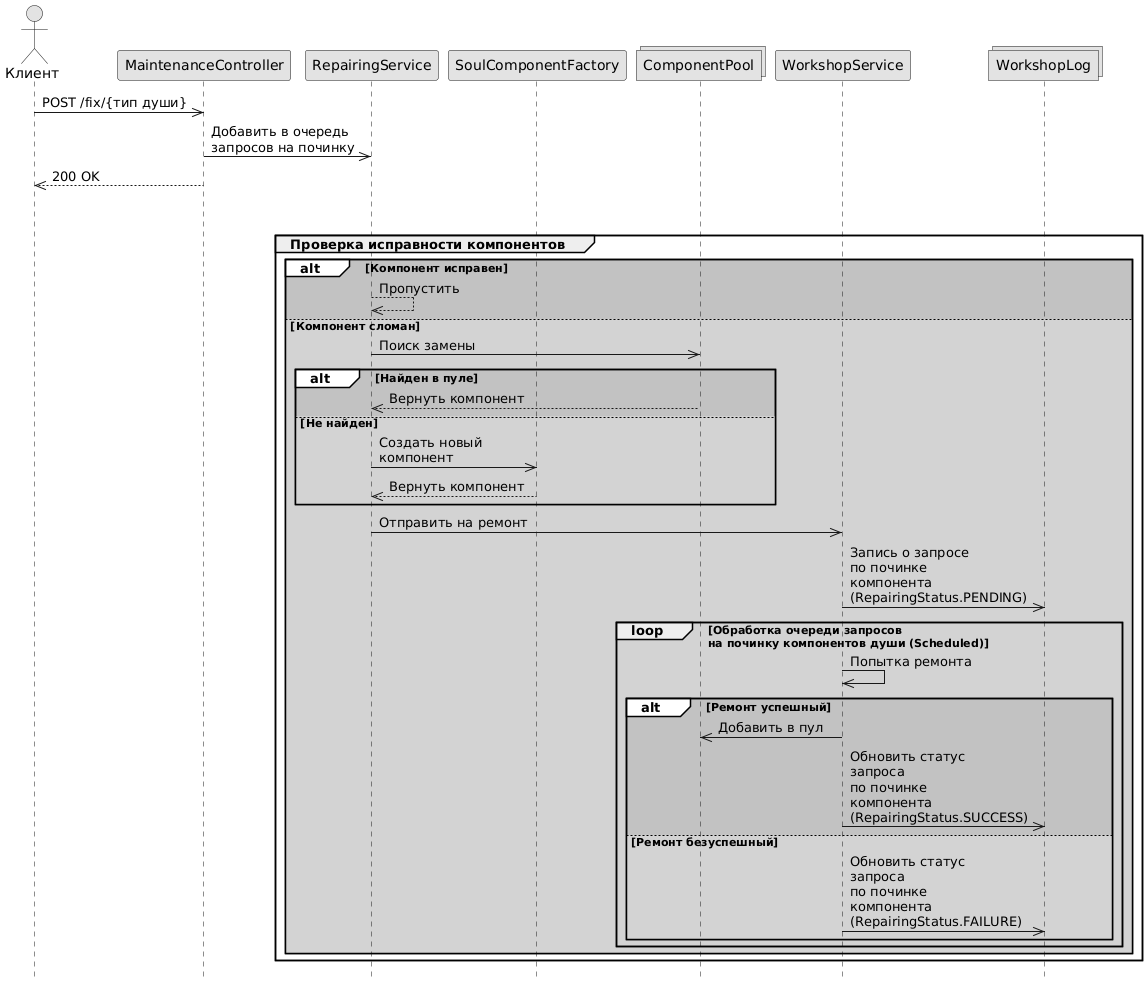 Клиент
MaintenanceController
RepairingService
SoulComponentFactory
ComponentPool
WorkshopService
WorkshopLog
POST /fix/{тип души}
Добавить в очередь
запросов на починку
200 OK
Проверка исправности компонентов
alt
[Компонент исправен]
Пропустить
[Компонент сломан]
Поиск замены
alt
[Найден в пуле]
Вернуть компонент
[Не найден]
Создать новый
компонент
Вернуть компонент
Отправить на ремонт
Запись о запросе
по починке
компонента
(RepairingStatus.PENDING)
loop
[Обработка очереди запросов
на починку компонентов души (Scheduled)]
Попытка ремонта
alt
[Ремонт успешный]
Добавить в пул
Обновить статус
запроса
по починке
компонента
(RepairingStatus.SUCCESS)
[Ремонт безуспешный]
Обновить статус
запроса
по починке
компонента
(RepairingStatus.FAILURE)